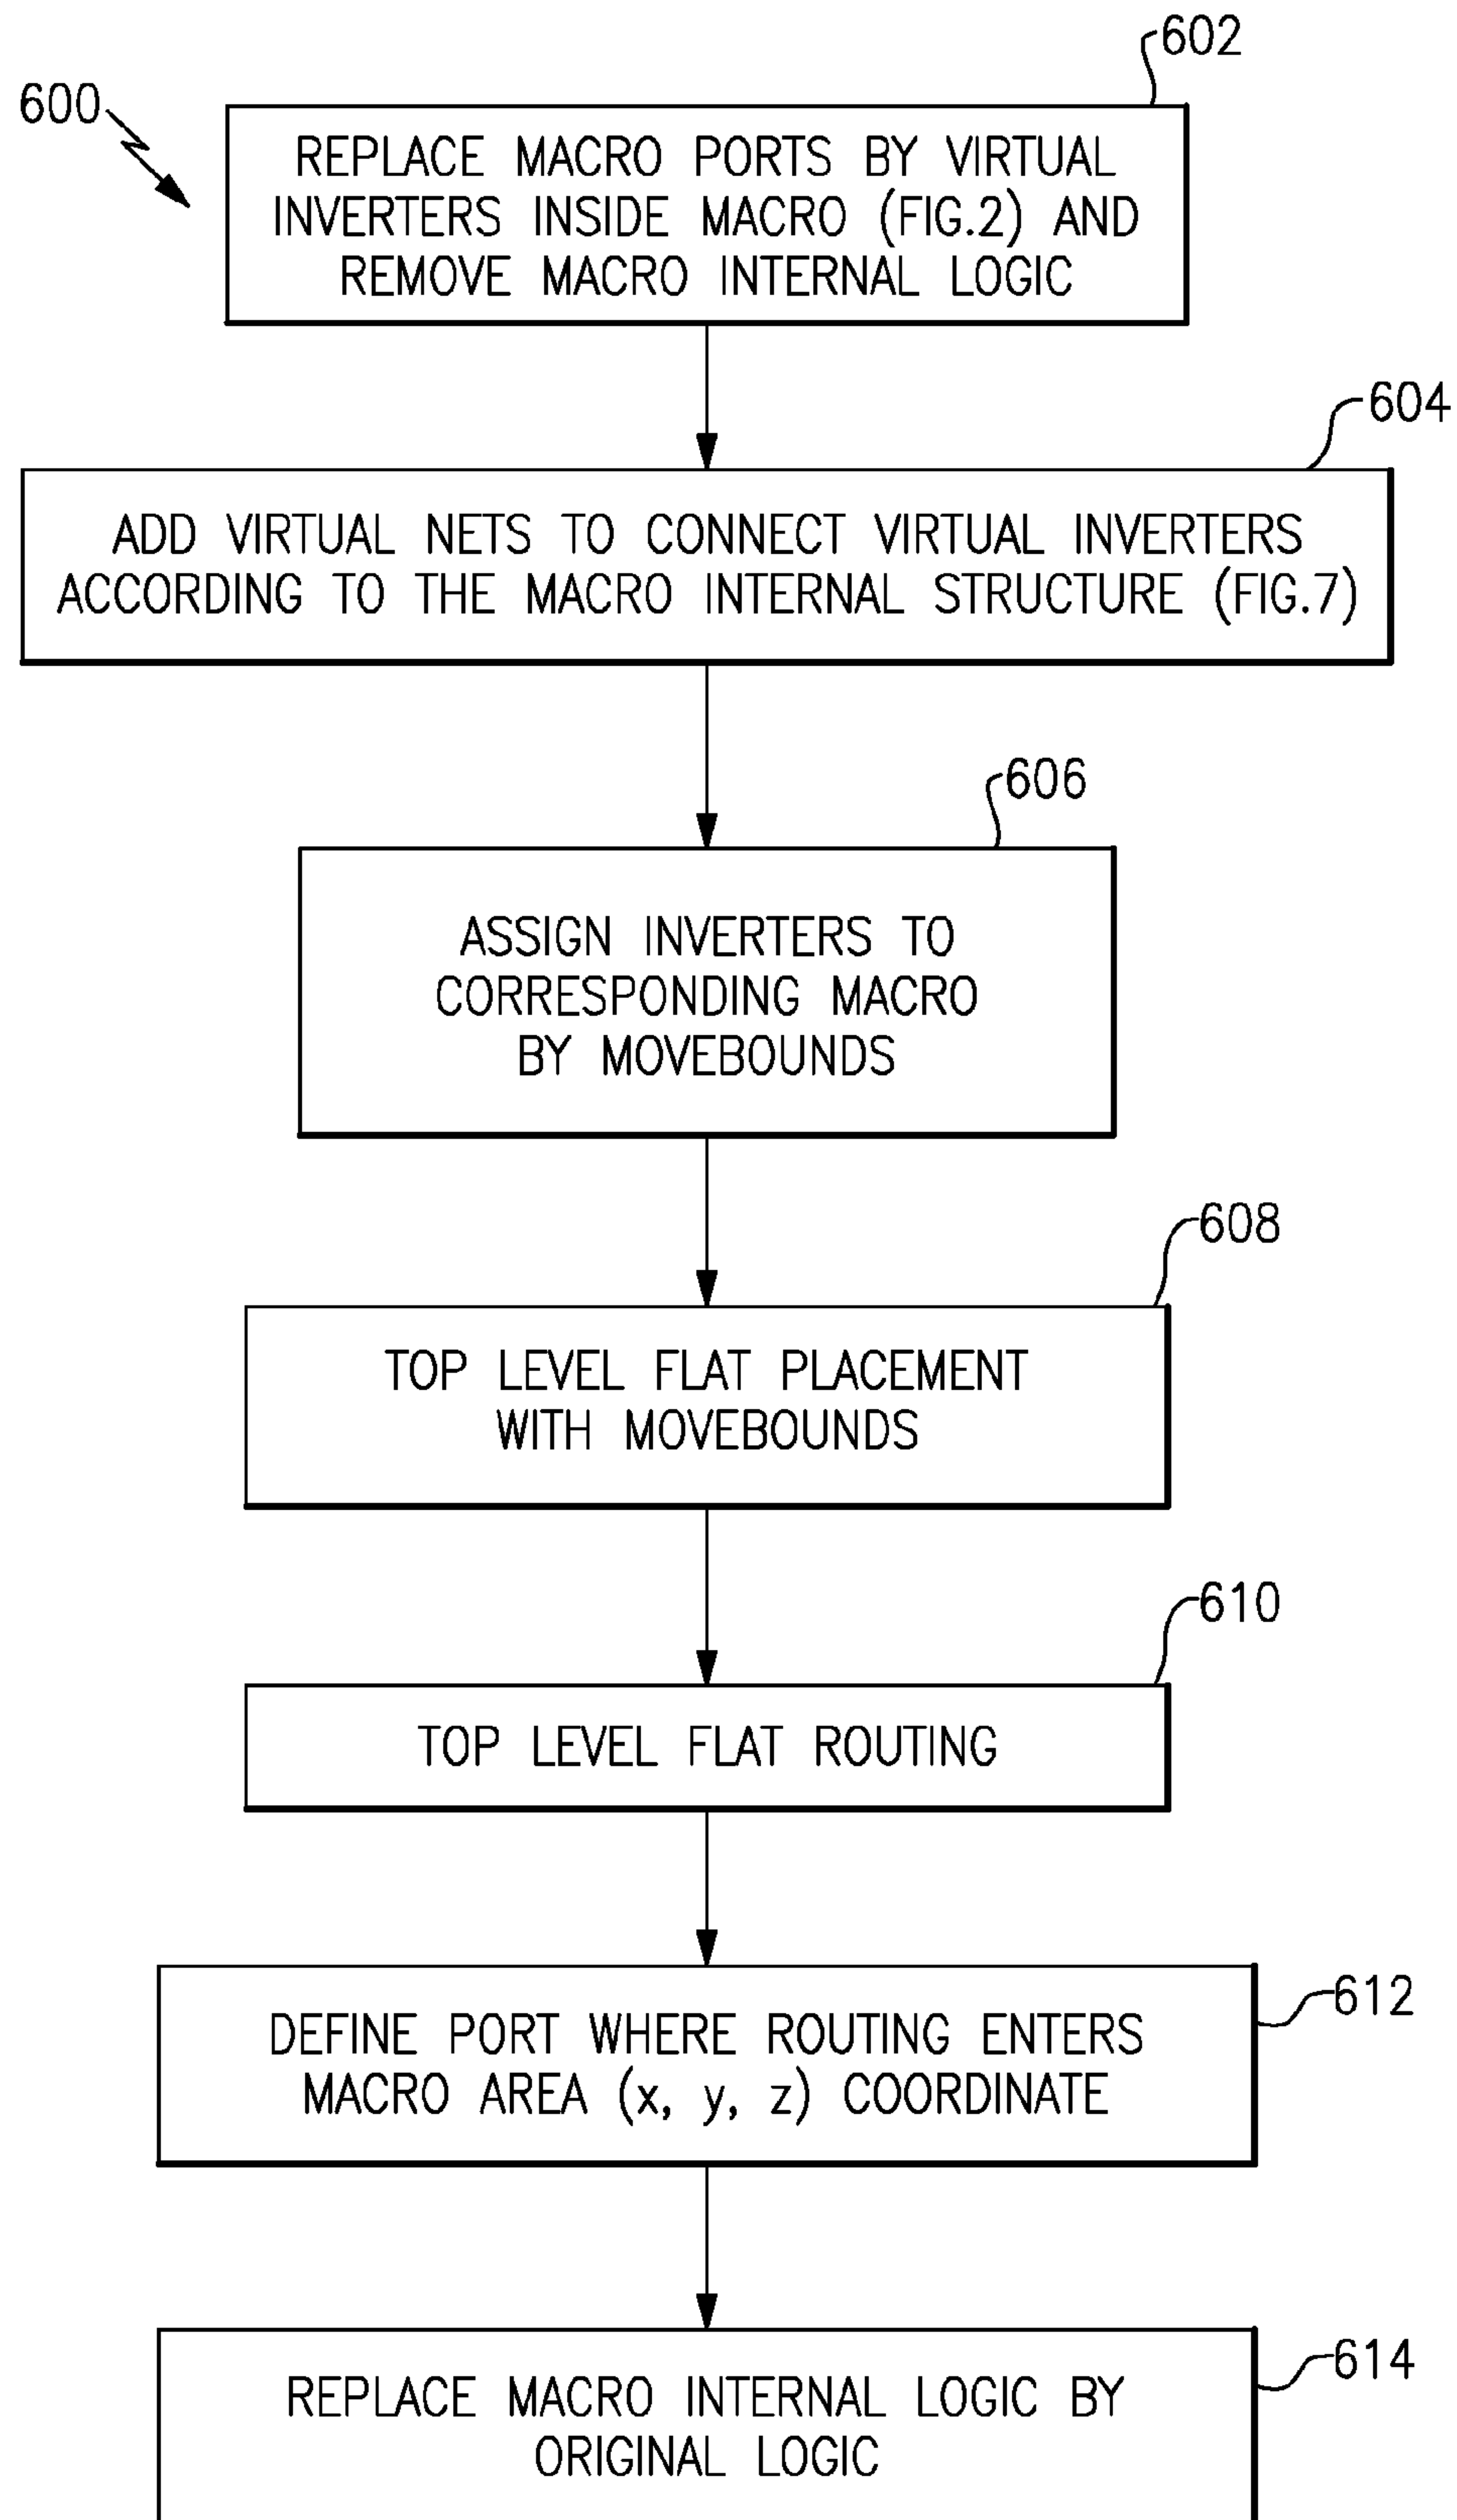 602
600
REPLACE MACRO PORTS BY VIRTUAL
INVERTERS INSIDE MACRO (FIG.2) AND
REMOVE MACRO INTERNAL LOGIC
604
ADD VIRTUAL NETS TO CONNECT VIRTUAL INVERTERS
ACCORDING TO THE MACRO INTERNAL STRUCTURE (FIG.7)
606
ASSIGN INVERTERS TO
CORRESPONDING MACRO
BY MOVEBOUNDS
608
TOP LEVEL FLAT PLACEMENT
WITH MOVEBOUNDS
610
TOP LEVEL FLAT ROUTING
612
DEFINE PORT WHERE ROUTING ENTERS
MACRO AREA (x, y, z) COORDINATE
614
REPLACE MACRO INTERNAL LOGIC BY
ORIGINAL LOGIC